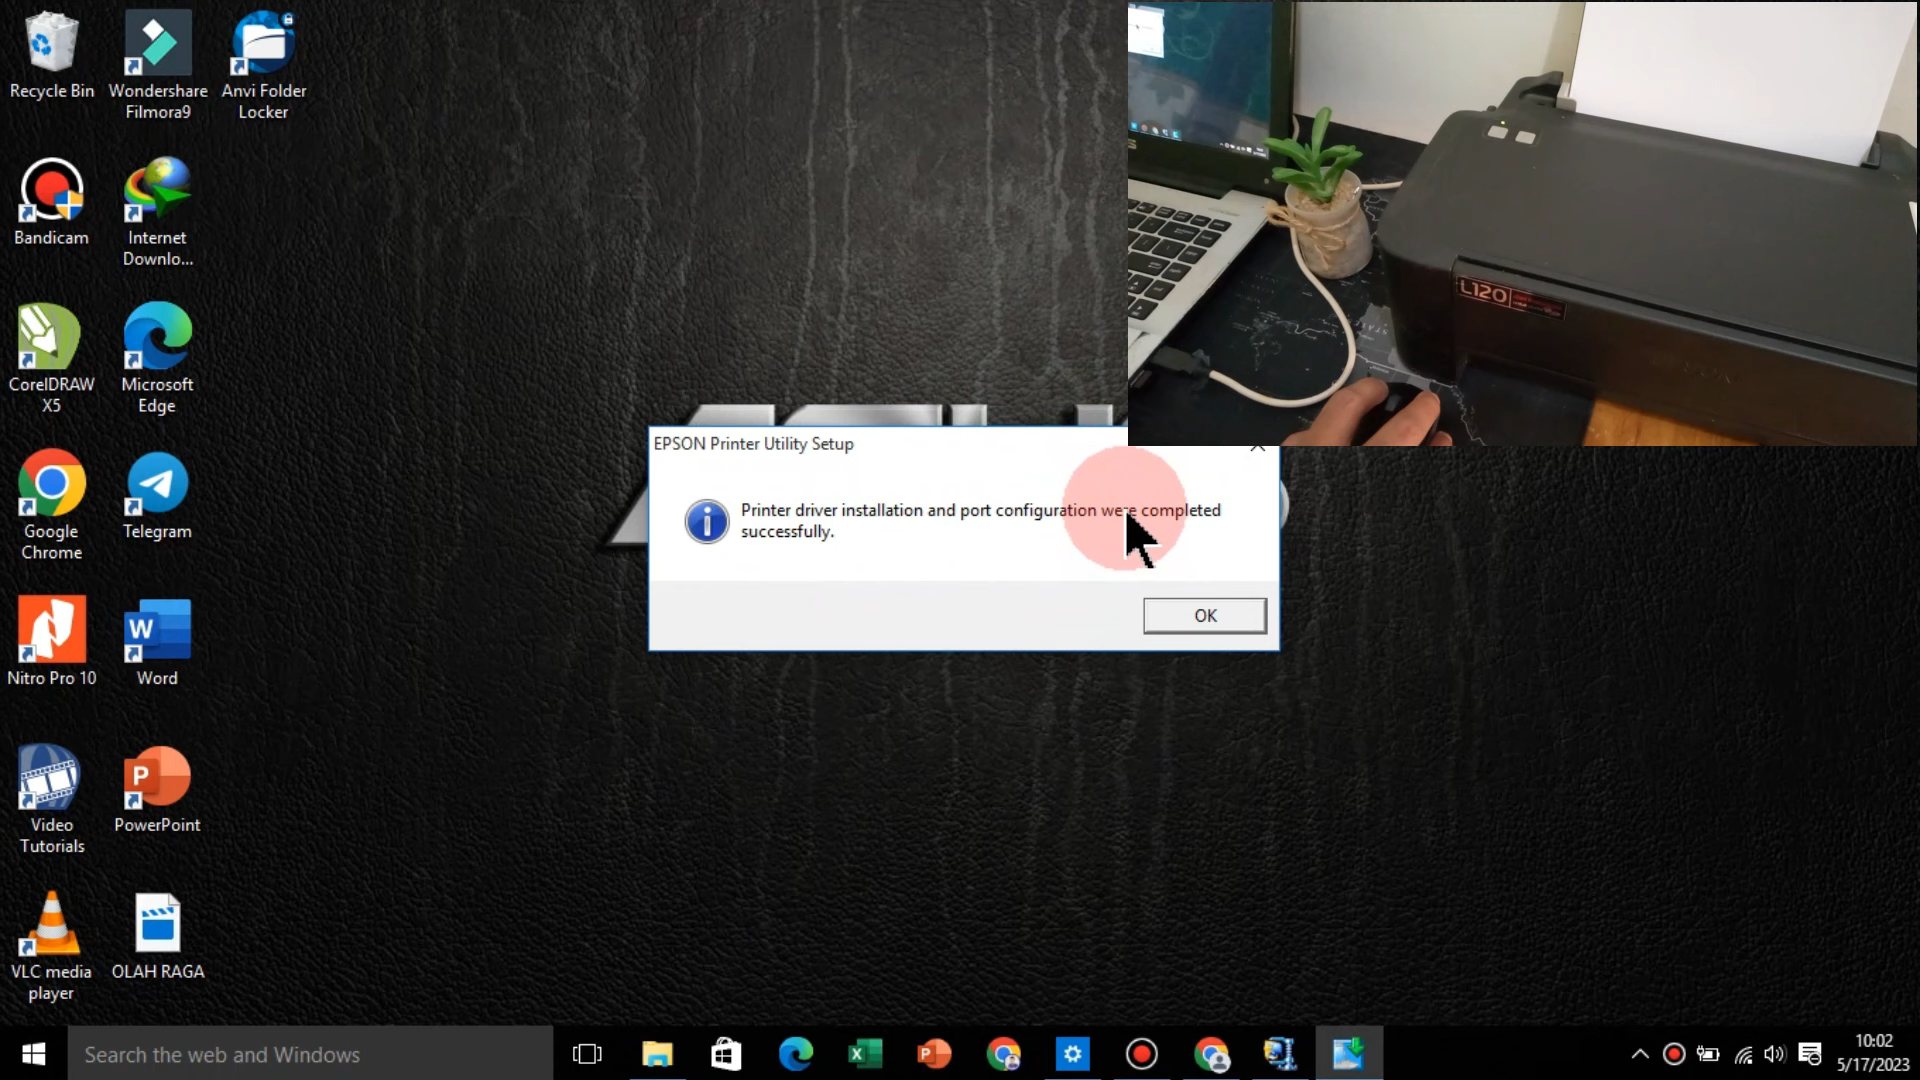 Recycle Bin
Wondershare
Filmora9
Anvi Folder
Locker
Bandicam
Internet
Downlo...
CorelDRAW
X5
Microsoft
Edge
Google
Chrome
Telegram
Nitro Pro 10
Word
Video
Tutorials
PowerPoint
VLC media
player
OLAH RAGA
L120
EPSON Printer Utility Setup
Printer driver installation and port configuration were completed
successfully.
OK
Search the web and Windows
10:02
5/17/2023